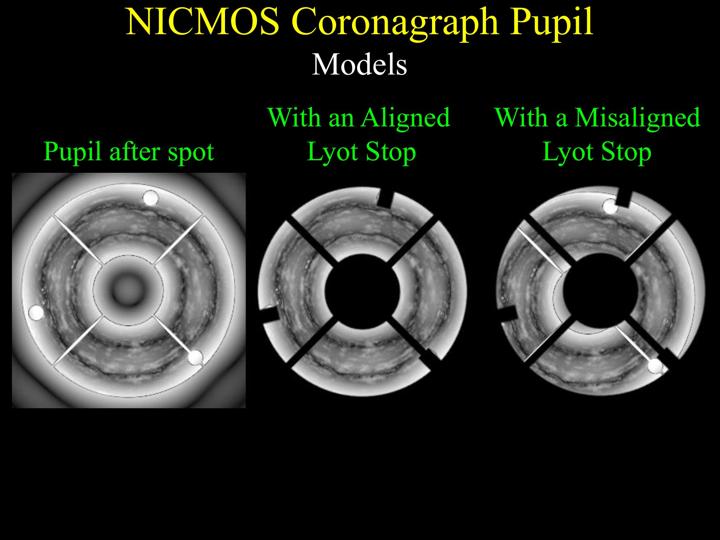 NICMOS Coronagraph Pupil
Models
Pupil after spot
With an Aligned
Lyot Stop
With a Misaligned
Lyot Stop